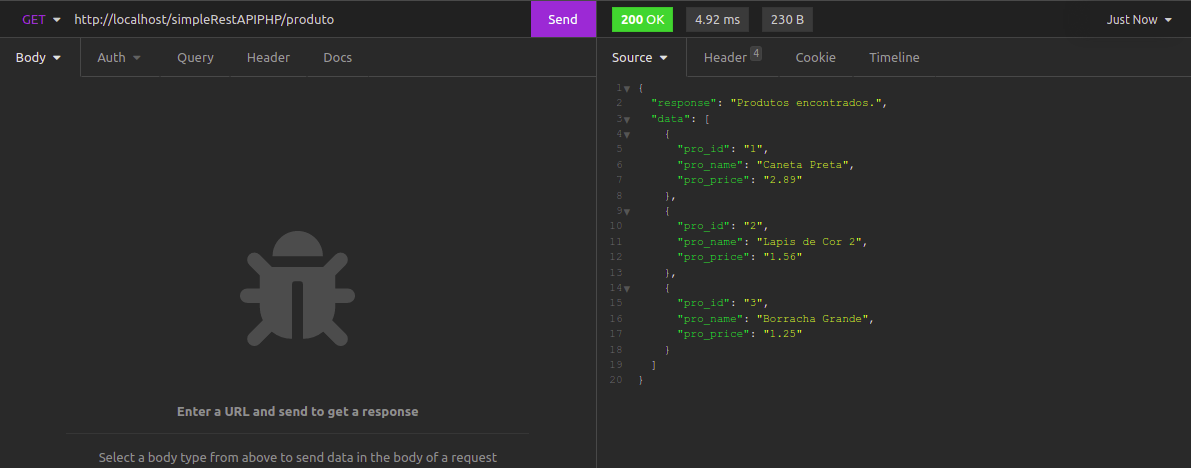 GET http://localhost/simpleRestAPIPHP/produto Send 200 OK 4.92 ms 230 B Just Now
Body Auth Query Header Docs Source Header 4 Cookie Timeline
1 {
2 "response": "Produtos encontrados.",
3 "data": [
4 {
5 "pro_id": "1",
6 "pro_name": "Caneta Preta",
7 "pro_price": "2.89"
8 },
9 {
10 "pro_id": "2",
11 "pro_name": "Lapis de Cor 2",
12 "pro_price": "1.56"
13 },
14 {
15 "pro_id": "3",
16 "pro_name": "Borracha Grande",
17 "pro_price": "1.25"
18 }
19 ]
20 }
Enter a URL and send to get a response
Select a body type from above to send data in the body of a request